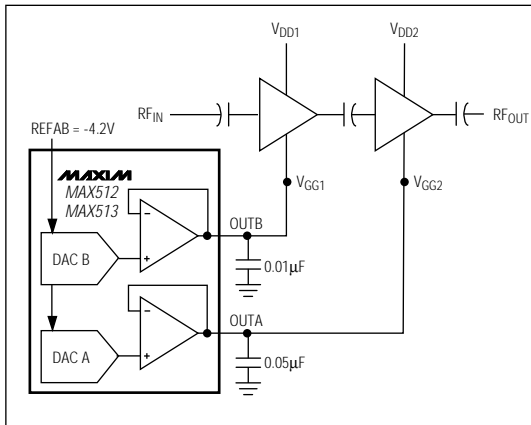 VDD1
VDD2
RFIN
RFOUT
REFAB = -4.2V
MAXIM
MAX512
MAX513
VGG1
VGG2
OUTB
DAC B
0.01µF
OUTA
DAC A
0.05µF
-
+
-
+